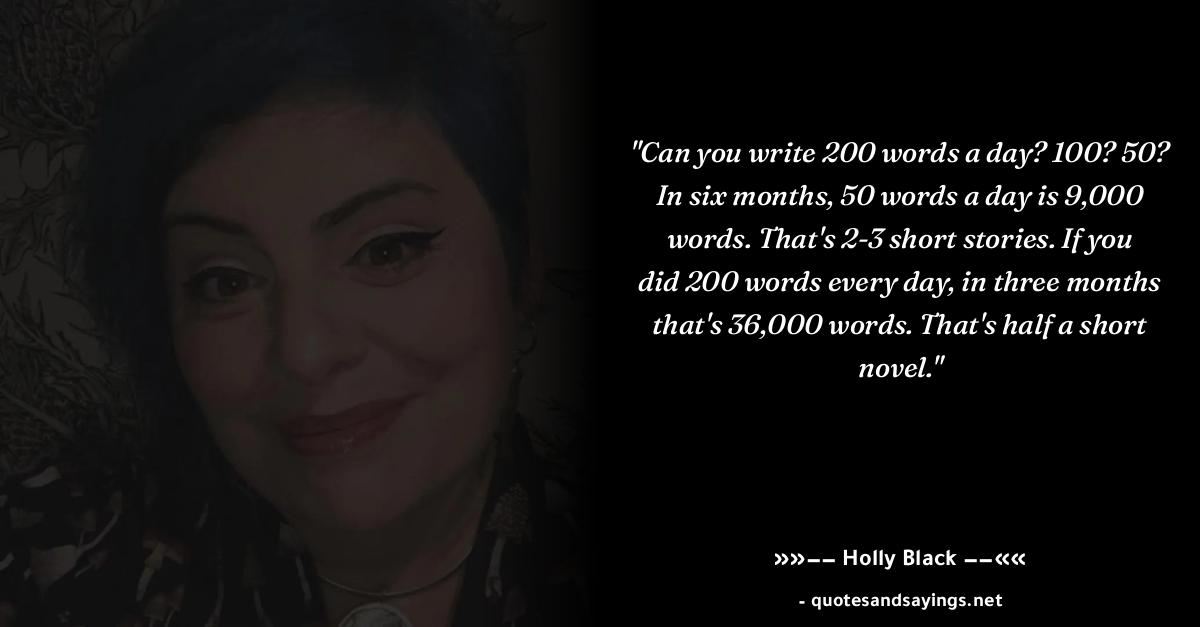 "Can you write 200 words a day? 100? 50?
In six months, 50 words a day is 9,000
words. That's 2-3 short stories. If you
did 200 words every day, in three months
that's 36,000 words. That's half a short
novel."
»»−− Holly Black −−««
- quotesandsayings.net